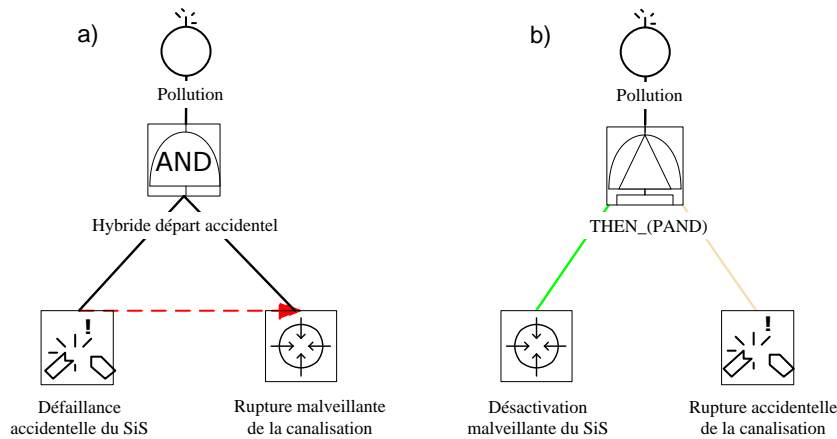 a)
Pollution
AND
Hybride départ accidentel
!
Défaillance
accidentelle du SiS
Rupture malveillante
de la canalisation
b)
Pollution
THEN_(PAND)
Désactivation
malveillante du SiS
!
Rupture accidentelle
de la canalisation